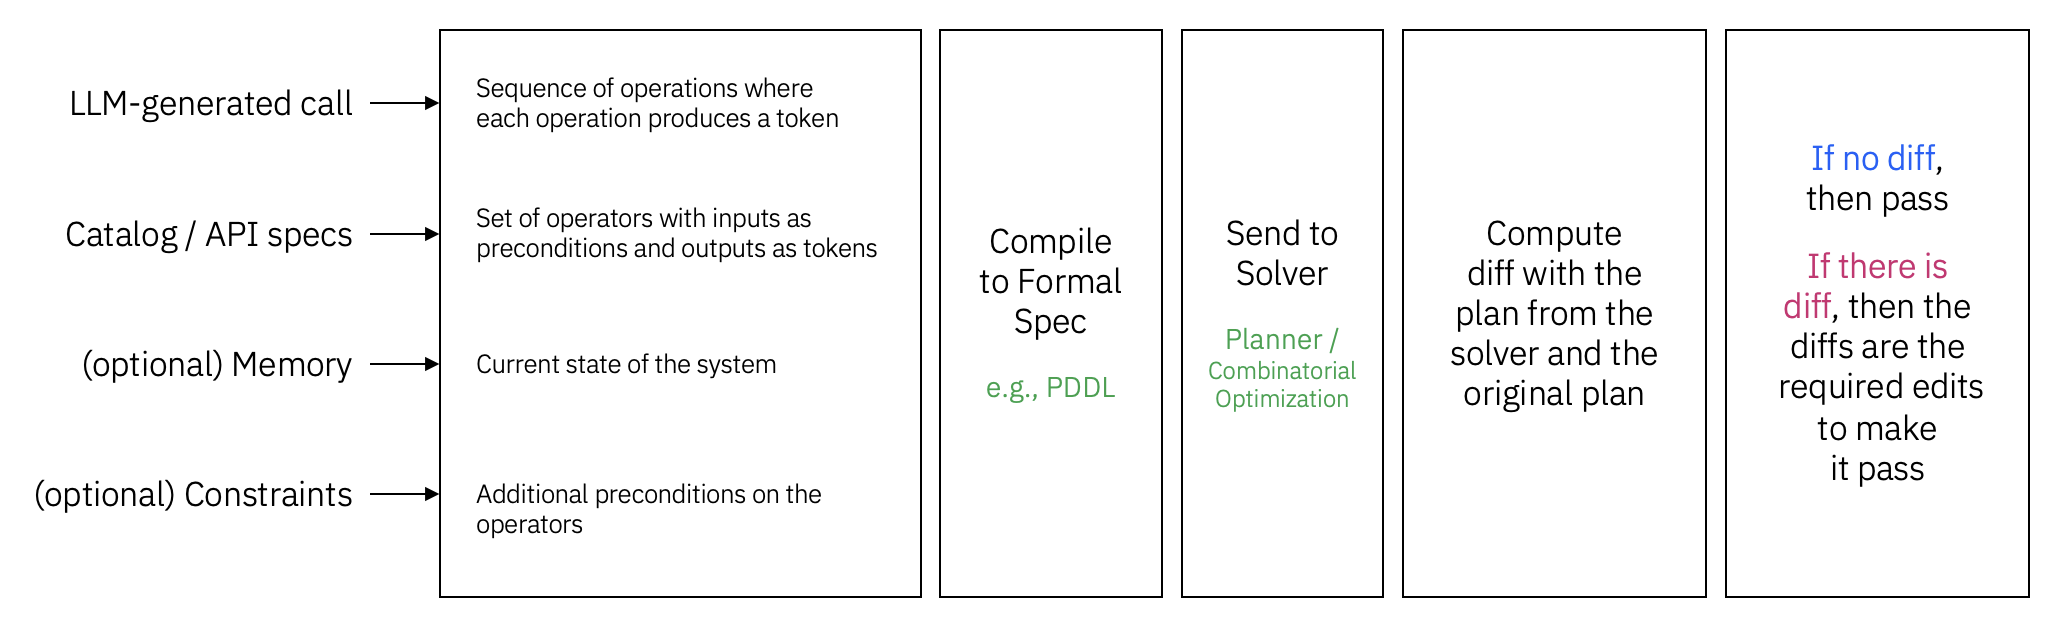 LLM-generated call
Sequence of operations where
each operation produces a token
Catalog / API specs
Set of operators with inputs as
preconditions and outputs as tokens
(optional) Memory
Current state of the system
(optional) Constraints
Additional preconditions on the
operators
Compile
to Formal
Spec
e.g., PDDL
Send to
Solver
Planner /
Combinatorial
Optimization
Compute
diff with the
plan from the
solver and the
original plan
If no diff,
then pass
If there is
diff, then the
diffs are the
required edits
to make
it pass